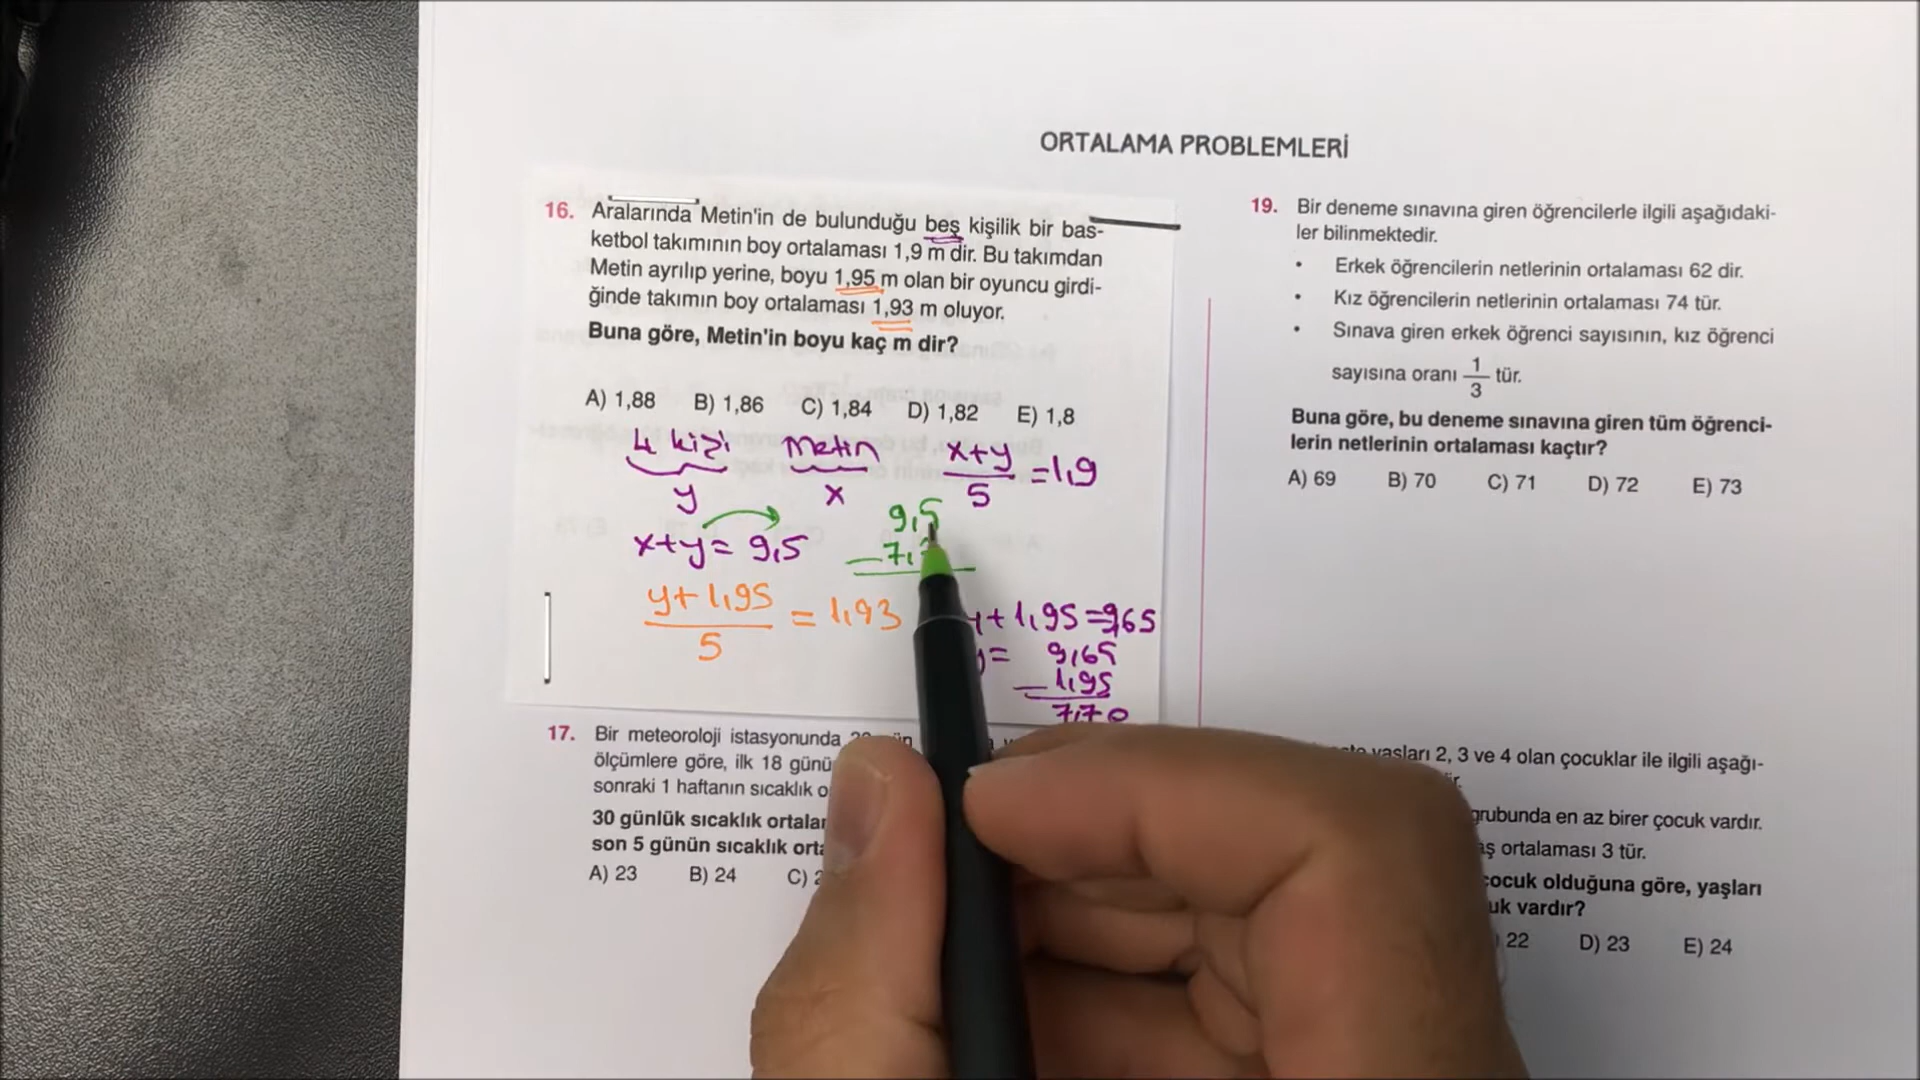 ORTALAMA PROBLEMLERİ
16. Aralarında Metin'in de bulunduğu beş kişilik bir bas-
ketbol takımının boy ortalaması 1,9 m dir. Bu takımdan
Metin ayrılıp yerine, boyu 1,95 m olan bir oyuncu girdi-
ğinde takımın boy ortalaması 1,93 m oluyor.
Buna göre, Metin'in boyu kaç m dir?
A) 1,88 B) 1,86 C) 1,84 D) 1,82 E) 1,8
4 kişi Metin x+y/5 = 1,9
y x
9,5
x+y = 9,5
— 7,
y+1,95/5 = 1,93
+ 1,95 = 9,65
= 9,65
— 1,95
7,70
17. Bir meteoroloji istasyonunda
ölçümlere göre, ilk 18 günü
sonraki 1 haftanın sıcaklık
30 günlük sıcaklık
son 5 günün sıcaklık
A) 23 B) 24 C)
19. Bir deneme sınavına giren öğrencilerle ilgili aşağıdaki-
ler bilinmektedir.
• Erkek öğrencilerin netlerinin ortalaması 62 dir.
• Kız öğrencilerin netlerinin ortalaması 74 tür.
• Sınava giren erkek öğrenci sayısının, kız öğrenci
sayısına oranı 1/3 tür.
Buna göre, bu deneme sınavına giren tüm öğrenci-
lerin netlerinin ortalaması kaçtır?
A) 69 B) 70 C) 71 D) 72 E) 73
yaşları 2, 3 ve 4 olan çocuklar ile ilgili aşağı-
grubunda en az birer çocuk vardır.
ortalaması 3 tür.
olduğuna göre, yaşları
vardır?
22 D) 23 E) 24